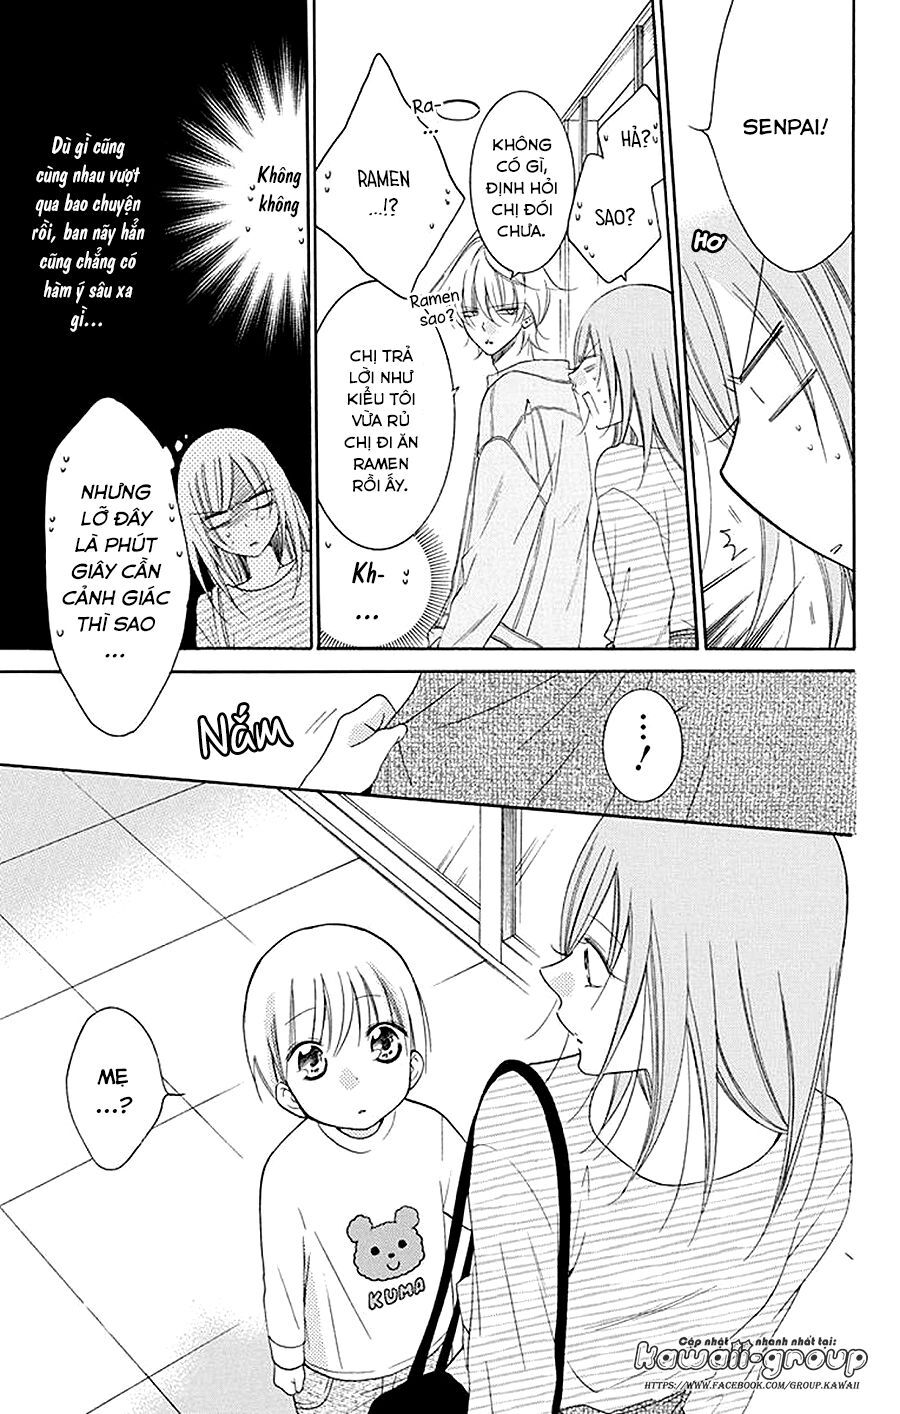 SENPAI!
HƠ
HẢ?
SAO?
KHÔNG
CÓ GÌ,
ĐỊNH HỎI
CHỊ ĐÓI
CHƯA.
Ra-
...
RAMEN
...!?
Ramen
sao?
CHỊ TRẢ
LỜI NHƯ
KIỂU TÔI
VỪA RỦ
CHỊ ĐI ĂN
RAMEN
RỒI ẤY.
Kh-
...
Không
không
Dù gì cũng
cùng nhau vượt
qua bao chuyện
rồi, ban nãy hẳn
cũng chẳng có
hàm ý sâu xa
gì...
NHƯNG
LỠ ĐÂY
LÀ PHÚT
GIÂY CẦN
CẢNH GIÁC
THÌ SAO
...
...!
Nắm
MẸ
...?
KUMA
Cập nhật nhanh nhất tại:
kawaii-group
HTTPS://WWW.FACEBOOK.COM/GROUP.KAWAII